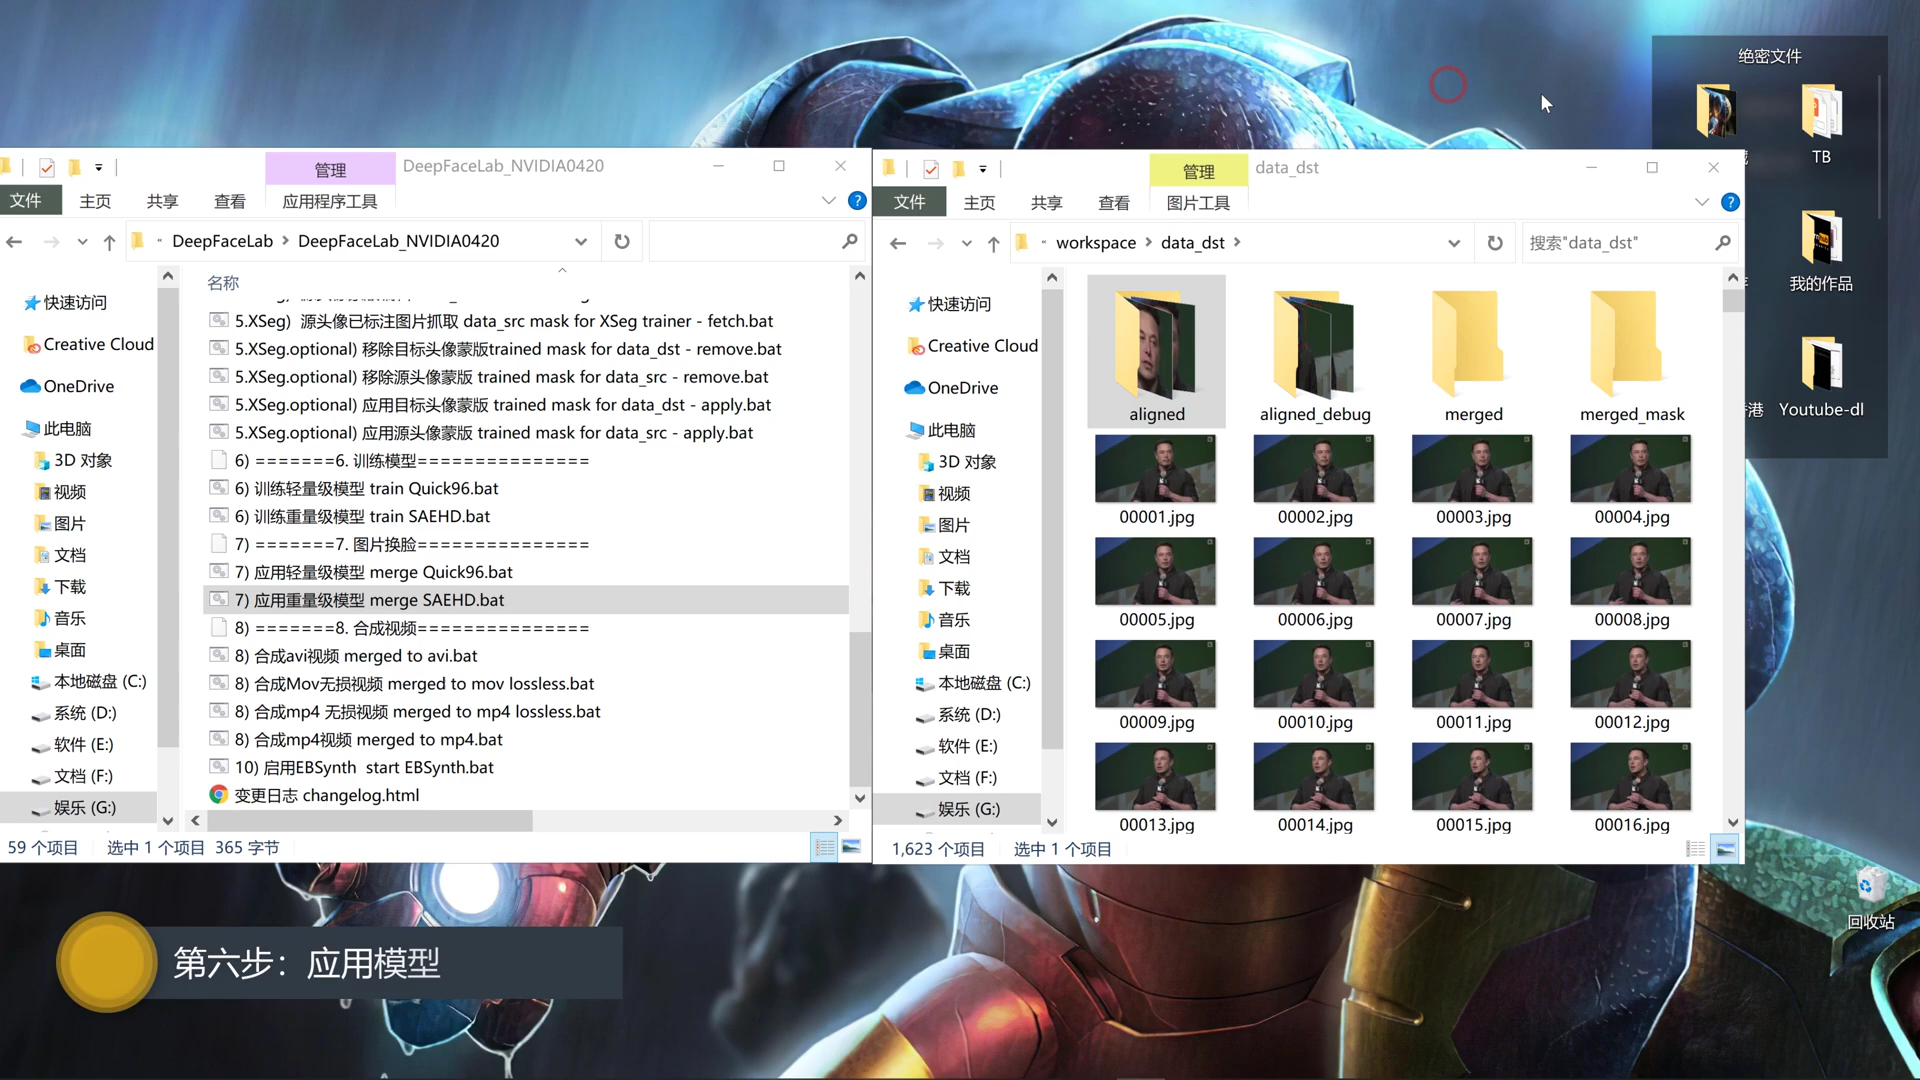 绝密文件
TB
我的作品
港 Youtube-dl
回收站
管理 DeepFaceLab_NVIDIA0420
文件 主页 共享 查看 应用程序工具
DeepFaceLab > DeepFaceLab_NVIDIA0420
名称
快速访问
Creative Cloud
OneDrive
此电脑
3D 对象
视频
图片
文档
下载
音乐
桌面
本地磁盘 (C:)
系统 (D:)
软件 (E:)
文档 (F:)
娱乐 (G:)
5.XSeg) 源头像已标注图片抓取 data_src mask for XSeg trainer - fetch.bat
5.XSeg.optional) 移除目标头像蒙版trained mask for data_dst - remove.bat
5.XSeg.optional) 移除源头像蒙版 trained mask for data_src - remove.bat
5.XSeg.optional) 应用目标头像蒙版 trained mask for data_dst - apply.bat
5.XSeg.optional) 应用源头像蒙版 trained mask for data_src - apply.bat
6) =======6. 训练模型===============
6) 训练轻量级模型 train Quick96.bat
6) 训练重量级模型 train SAEHD.bat
7) =======7. 图片换脸===============
7) 应用轻量级模型 merge Quick96.bat
7) 应用重量级模型 merge SAEHD.bat
8) =======8. 合成视频===============
8) 合成avi视频 merged to avi.bat
8) 合成Mov无损视频 merged to mov lossless.bat
8) 合成mp4 无损视频 merged to mp4 lossless.bat
8) 合成mp4视频 merged to mp4.bat
10) 启用EBSynth  start EBSynth.bat
变更日志 changelog.html
59 个项目 选中 1 个项目 365 字节
管理 data_dst
文件 主页 共享 查看 图片工具
workspace > data_dst > 搜索"data_dst"
快速访问
Creative Cloud
OneDrive
此电脑
3D 对象
视频
图片
文档
下载
音乐
桌面
本地磁盘 (C:)
系统 (D:)
软件 (E:)
文档 (F:)
娱乐 (G:)
aligned aligned_debug merged merged_mask
00001.jpg 00002.jpg 00003.jpg 00004.jpg
00005.jpg 00006.jpg 00007.jpg 00008.jpg
00009.jpg 00010.jpg 00011.jpg 00012.jpg
00013.jpg 00014.jpg 00015.jpg 00016.jpg
1,623 个项目 选中 1 个项目
第六步：应用模型